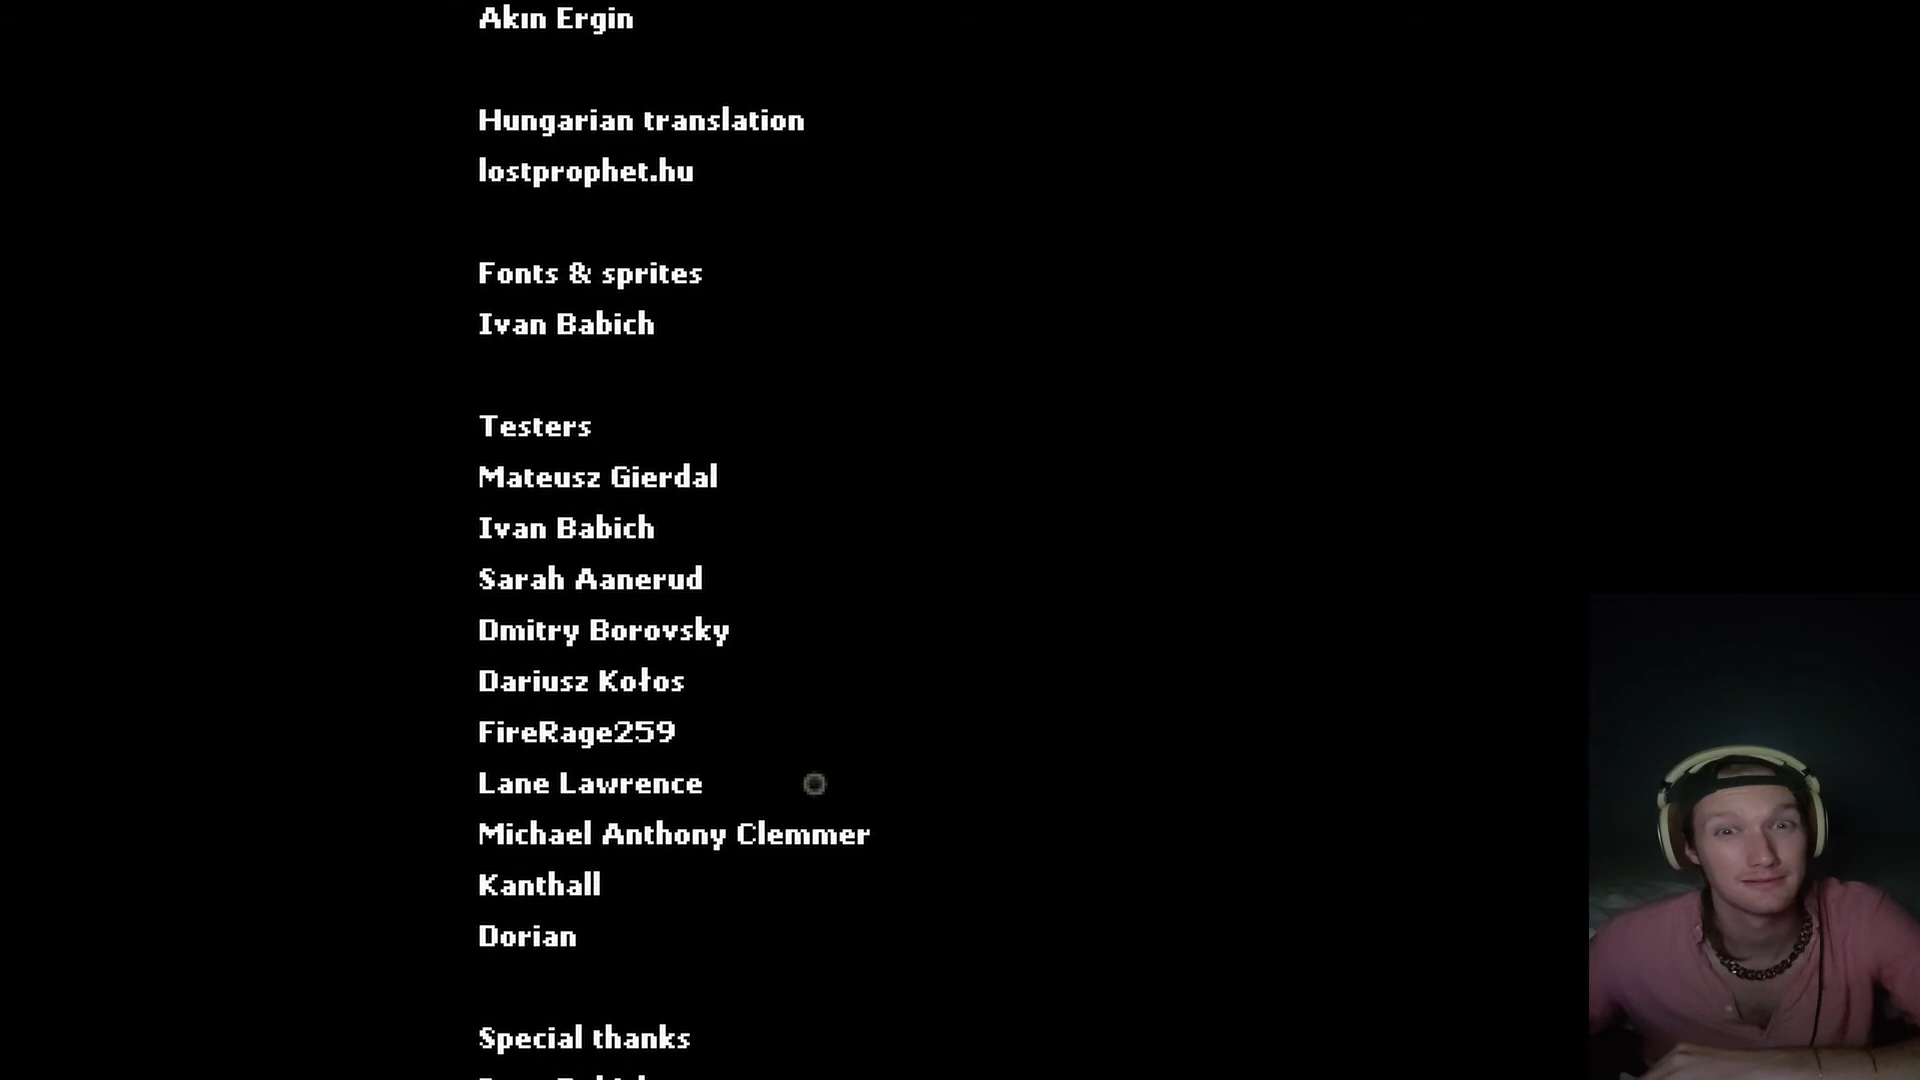 Akın Ergin
Hungarian translation
lostprophet.hu
Fonts & sprites
Ivan Babich
Testers
Mateusz Gierdal
Ivan Babich
Sarah Aanerud
Dmitry Borovsky
Dariusz Kołos
FireRage259
Lane Lawrence
Michael Anthony Clemmer
Kanthall
Dorian
Special thanks